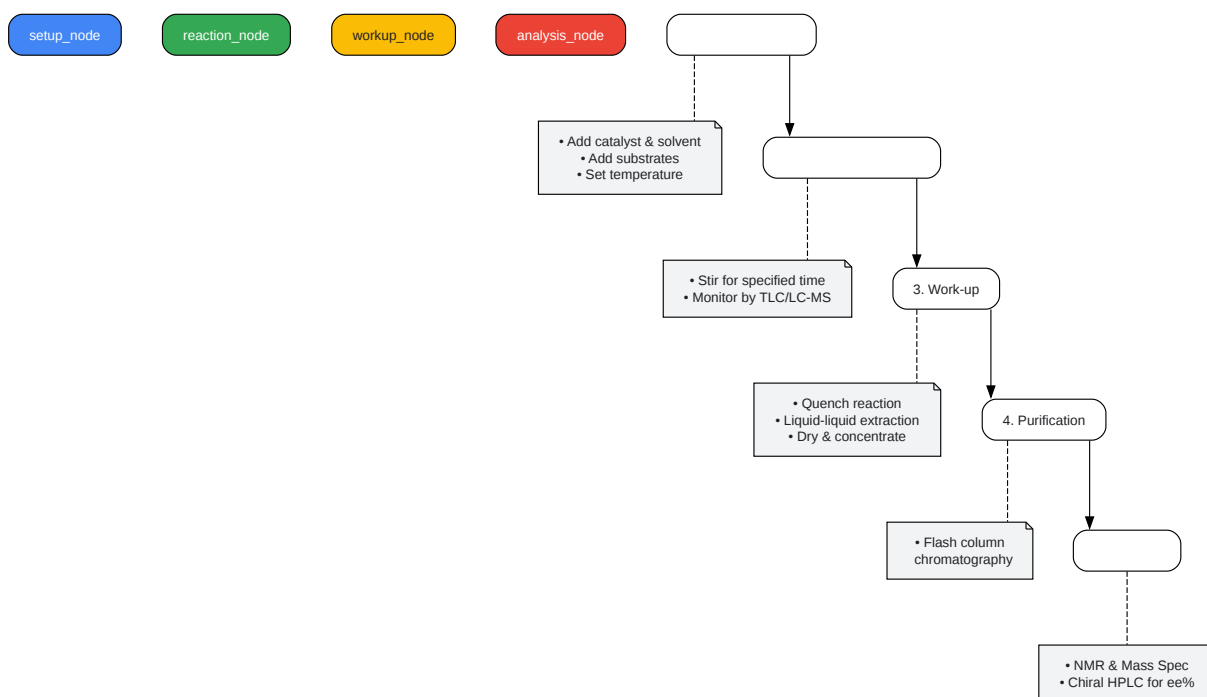 setup_node
reaction_node
workup_node
analysis_node
• Add catalyst & solvent
• Add substrates
• Set temperature
• Stir for specified time
• Monitor by TLC/LC-MS
3. Work-up
• Quench reaction
• Liquid-liquid extraction
• Dry & concentrate
4. Purification
• Flash column
chromatography
• NMR & Mass Spec
• Chiral HPLC for ee%